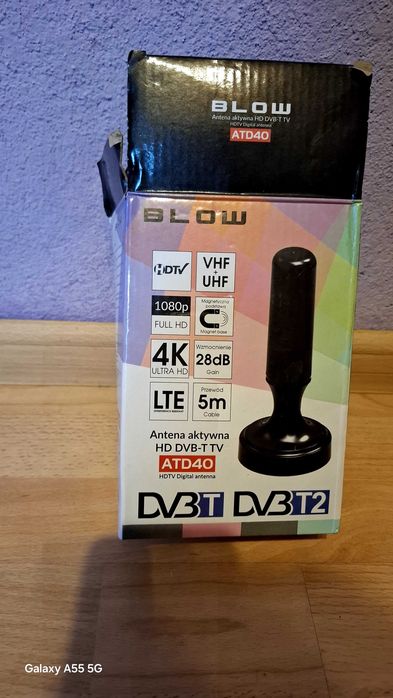 BLOW
Antena aktywna HD DVB-T TV
HDTV Digital antenna
ATD40
BLOW
HDTV
VHF
+
UHF
1080p
FULL HD
Magnetyczna
podstawa
Magnet base
4K
ULTRA HD
Wzmocnienie
28dB
Gain
LTE
Przewód
5m
Cable
Antena aktywna
HD DVB-T TV
ATD40
HDTV Digital antenna
DVB T DVB T2
Galaxy A55 5G